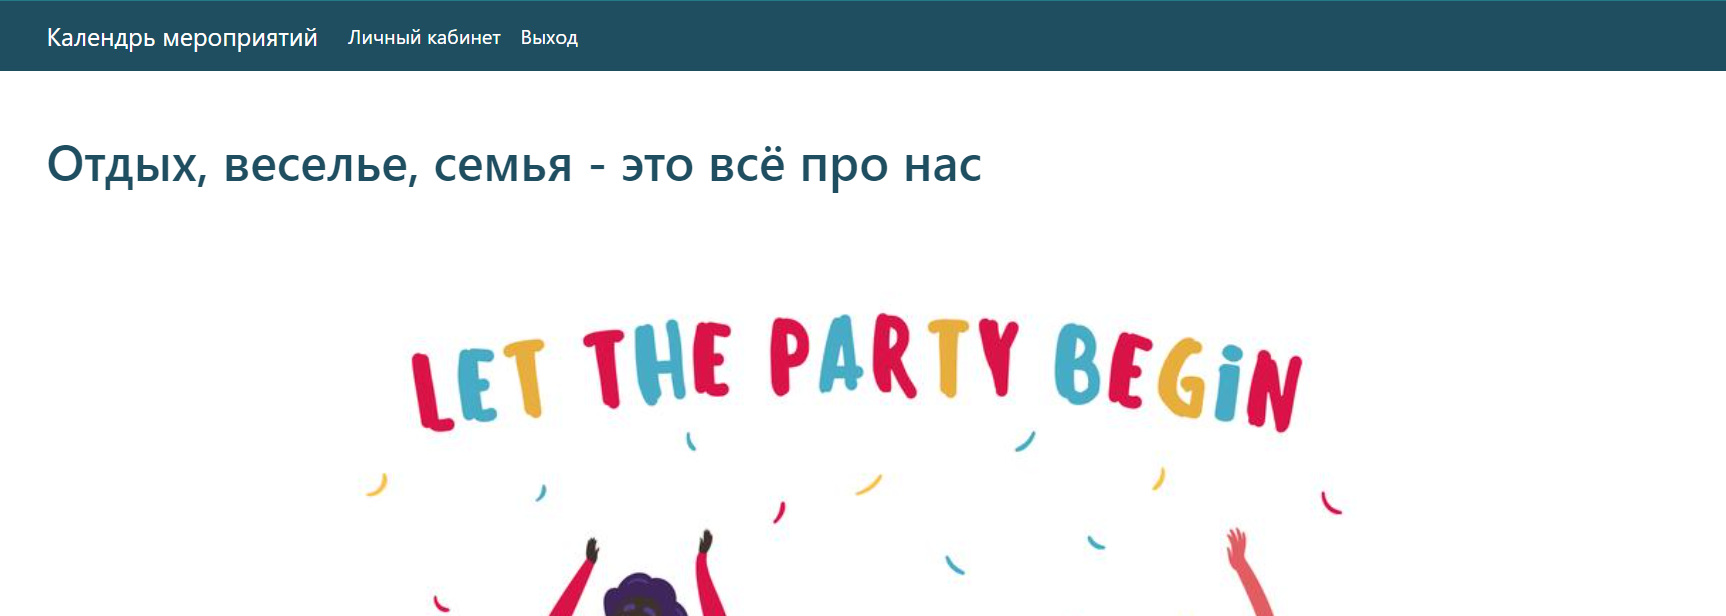 Календрь мероприятий Личный кабинет Выход
Отдых, веселье, семья - это всё про нас
LET THE PARTY BEGiN